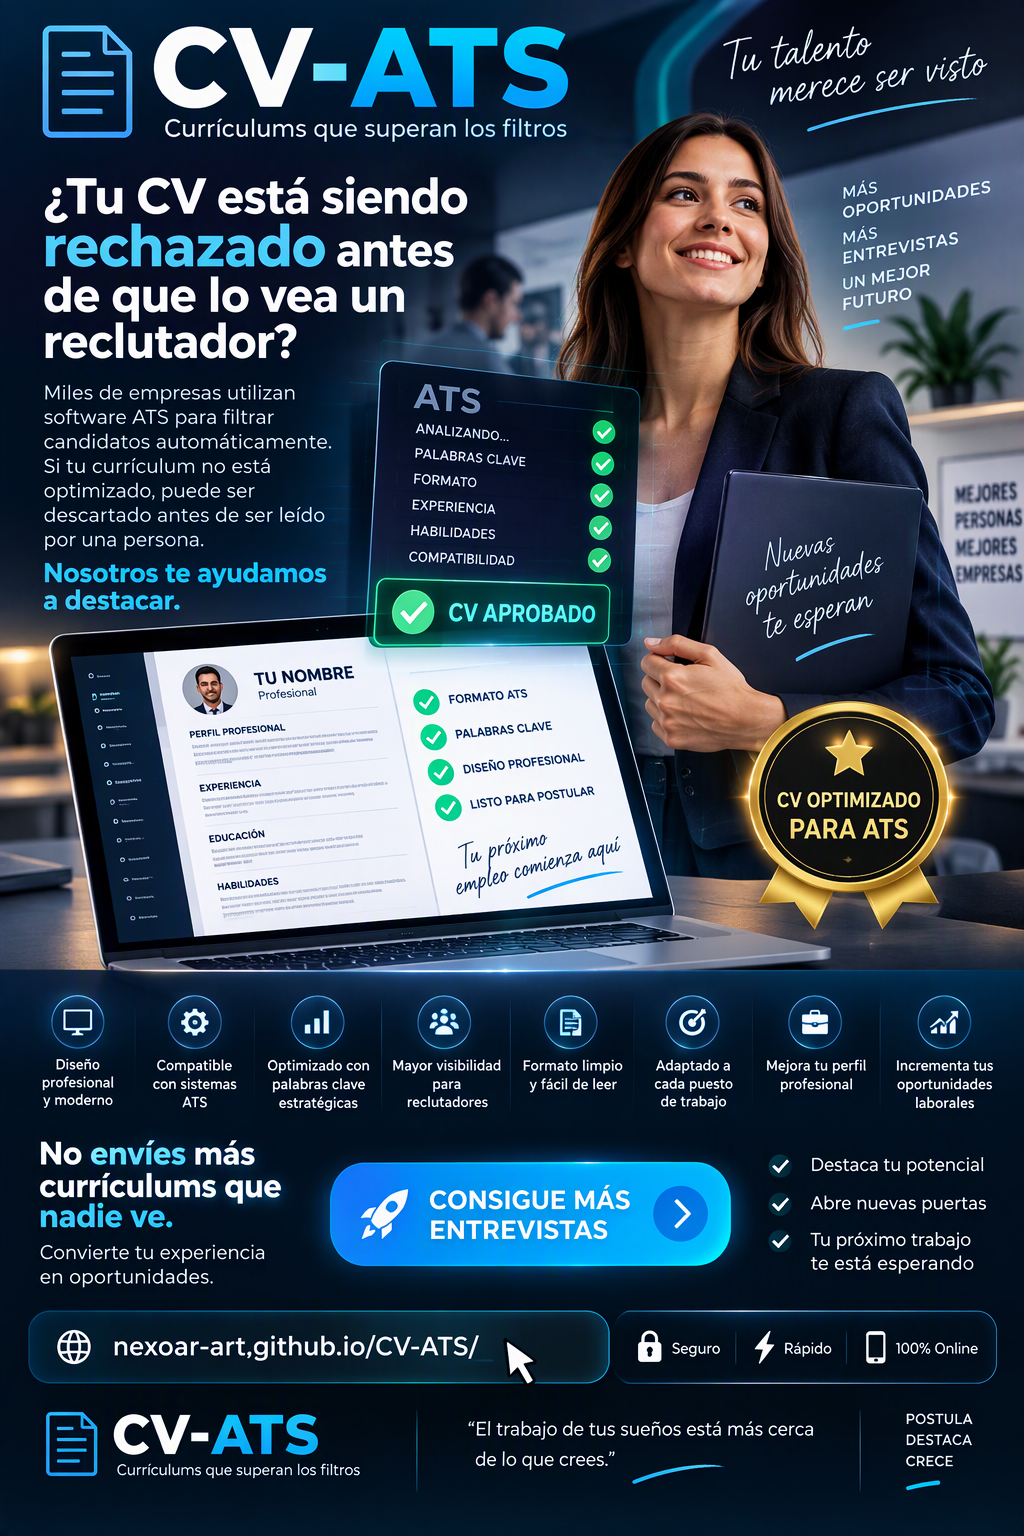 CV-ATS
Currículums que superan los filtros
Tu talento
merece ser visto
¿Tu CV está siendo
rechazado antes
de que lo vea un
reclutador?
MÁS
OPORTUNIDADES
MÁS
ENTREVISTAS
UN MEJOR
FUTURO
Miles de empresas utilizan
software ATS para filtrar
candidatos automáticamente.
Si tu currículum no está
optimizado, puede ser
descartado antes de ser leído
por una persona.
Nosotros te ayudamos
a destacar.
ATS
ANALIZANDO...
PALABRAS CLAVE
FORMATO
EXPERIENCIA
HABILIDADES
COMPATIBILIDAD
CV APROBADO
MEJORES
PERSONAS
MEJORES
EMPRESAS
Nuevas
oportunidades
te esperan
TU NOMBRE
Profesional
PERFIL PROFESIONAL
EXPERIENCIA
EDUCACIÓN
HABILIDADES
FORMATO ATS
PALABRAS CLAVE
DISEÑO PROFESIONAL
LISTO PARA POSTULAR
Tu próximo
empleo comienza aquí
CV OPTIMIZADO
PARA ATS
Diseño
profesional
y moderno
Compatible
con sistemas
ATS
Optimizado con
palabras clave
estratégicas
Mayor visibilidad
para
reclutadores
Formato limpio
y fácil de leer
Adaptado a
cada puesto
de trabajo
Mejora tu perfil
profesional
Incrementa tus
oportunidades
laborales
No envíes más
currículums que
nadie ve.
Convierte tu experiencia
en oportunidades.
CONSIGUE MÁS
ENTREVISTAS
Destaca tu potencial
Abre nuevas puertas
Tu próximo trabajo
te está esperando
nexoar-art,github.io/CV-ATS/
Seguro
Rápido
100% Online
CV-ATS
Currículums que superan los filtros
“El trabajo de tus sueños está más cerca
de lo que crees.”
POSTULA
DESTACA
CRECE